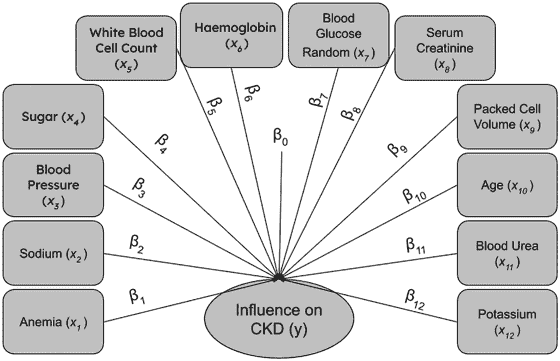 White Blood
Cell Count
(x5)
Haemoglobin
(x6)
Blood
Glucose
Random (x7)
Serum
Creatinine
(x8)
Sugar (x4)
Packed Cell
Volume (x9)
Blood
Pressure
(x3)
Age (x10)
Sodium (x2)
Blood Urea
(x11)
Anemia (x1)
Potassium
(x12)
β1
β2
β3
β4
β5
β6
β0
β7
β8
β9
β10
β11
β12
Influence on
CKD (y)